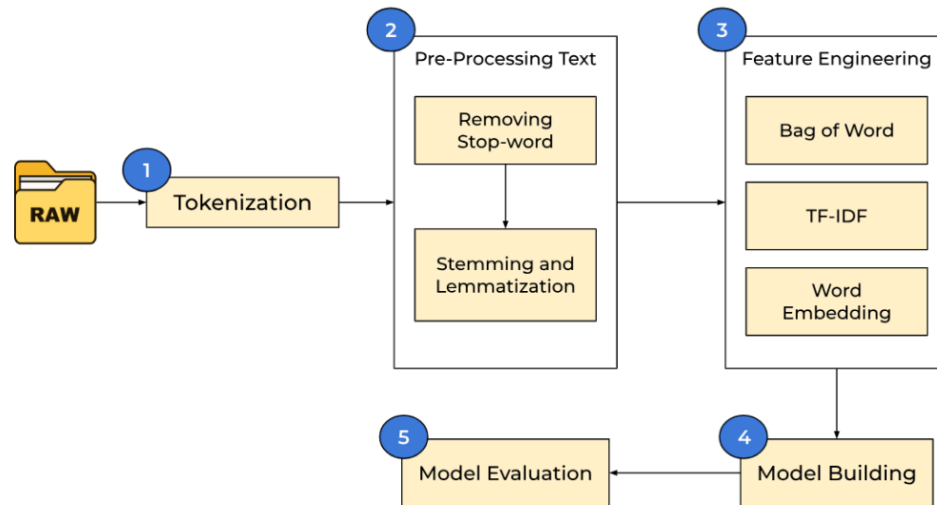 RAW
1
Tokenization
2
Pre-Processing Text
Removing
Stop-word
Stemming and
Lemmatization
3
Feature Engineering
Bag of Word
TF-IDF
Word
Embedding
4
Model Building
5
Model Evaluation